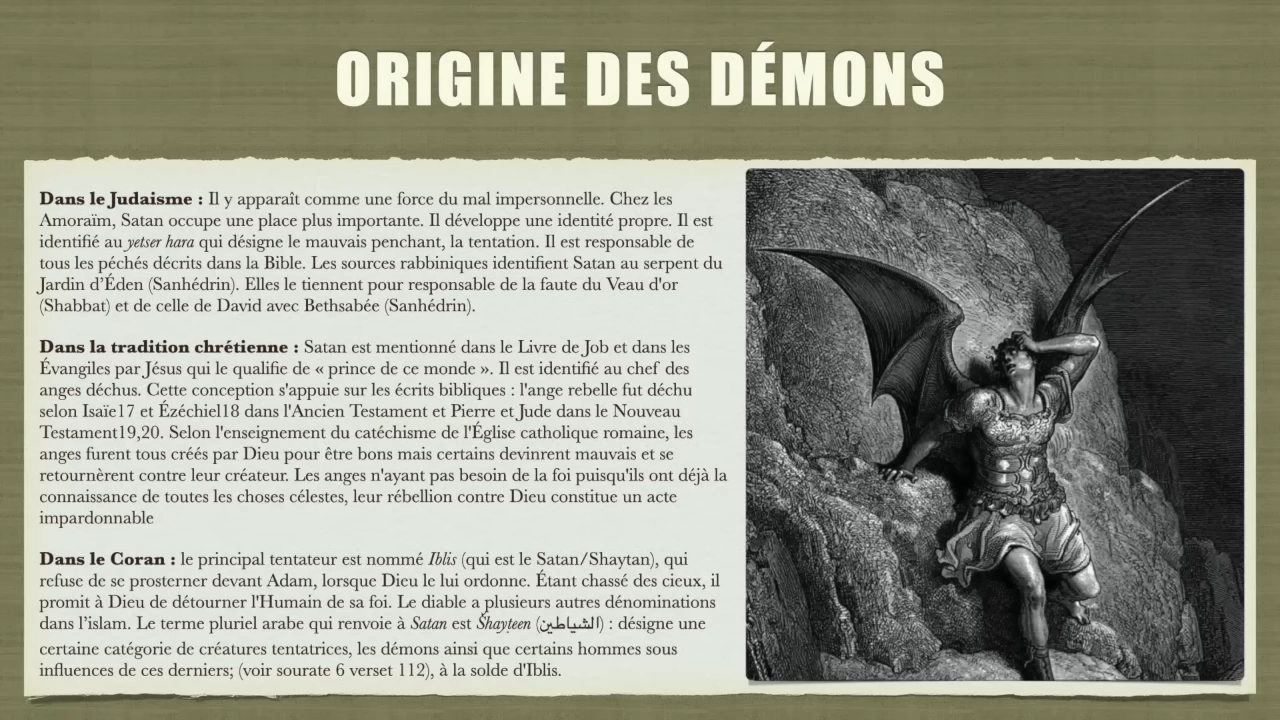 ORIGINE DES DÉMONS
Dans le Judaisme : Il y apparaît comme une force du mal impersonnelle. Chez les
Amoraïm, Satan occupe une place plus importante. Il développe une identité propre. Il est
identifié au yetser hara qui désigne le mauvais penchant, la tentation. Il est responsable de
tous les péchés décrits dans la Bible. Les sources rabbiniques identifient Satan au serpent du
Jardin d’Éden (Sanhédrin). Elles le tiennent pour responsable de la faute du Veau d'or
(Shabbat) et de celle de David avec Bethsabée (Sanhédrin).
Dans la tradition chrétienne : Satan est mentionné dans le Livre de Job et dans les
Évangiles par Jésus qui le qualifie de « prince de ce monde ». Il est identifié au chef des
anges déchus. Cette conception s'appuie sur les écrits bibliques : l'ange rebelle fut déchu
selon Isaïe17 et Ézéchiel18 dans l'Ancien Testament et Pierre et Jude dans le Nouveau
Testament19,20. Selon l'enseignement du catéchisme de l'Église catholique romaine, les
anges furent tous créés par Dieu pour être bons mais certains devinrent mauvais et se
retournèrent contre leur créateur. Les anges n'ayant pas besoin de la foi puisqu'ils ont déjà la
connaissance de toutes les choses célestes, leur rébellion contre Dieu constitue un acte
impardonnable
Dans le Coran : le principal tentateur est nommé Iblis (qui est le Satan/Shaytan), qui
refuse de se prosterner devant Adam, lorsque Dieu le lui ordonne. Étant chassé des cieux, il
promit à Dieu de détourner l'Humain de sa foi. Le diable a plusieurs autres dénominations
dans l’islam. Le terme pluriel arabe qui renvoie à Satan est Šhayṭeen (الشياطين) : désigne une
certaine catégorie de créatures tentatrices, les démons ainsi que certains hommes sous
influences de ces derniers; (voir sourate 6 verset 112), à la solde d'Iblis.